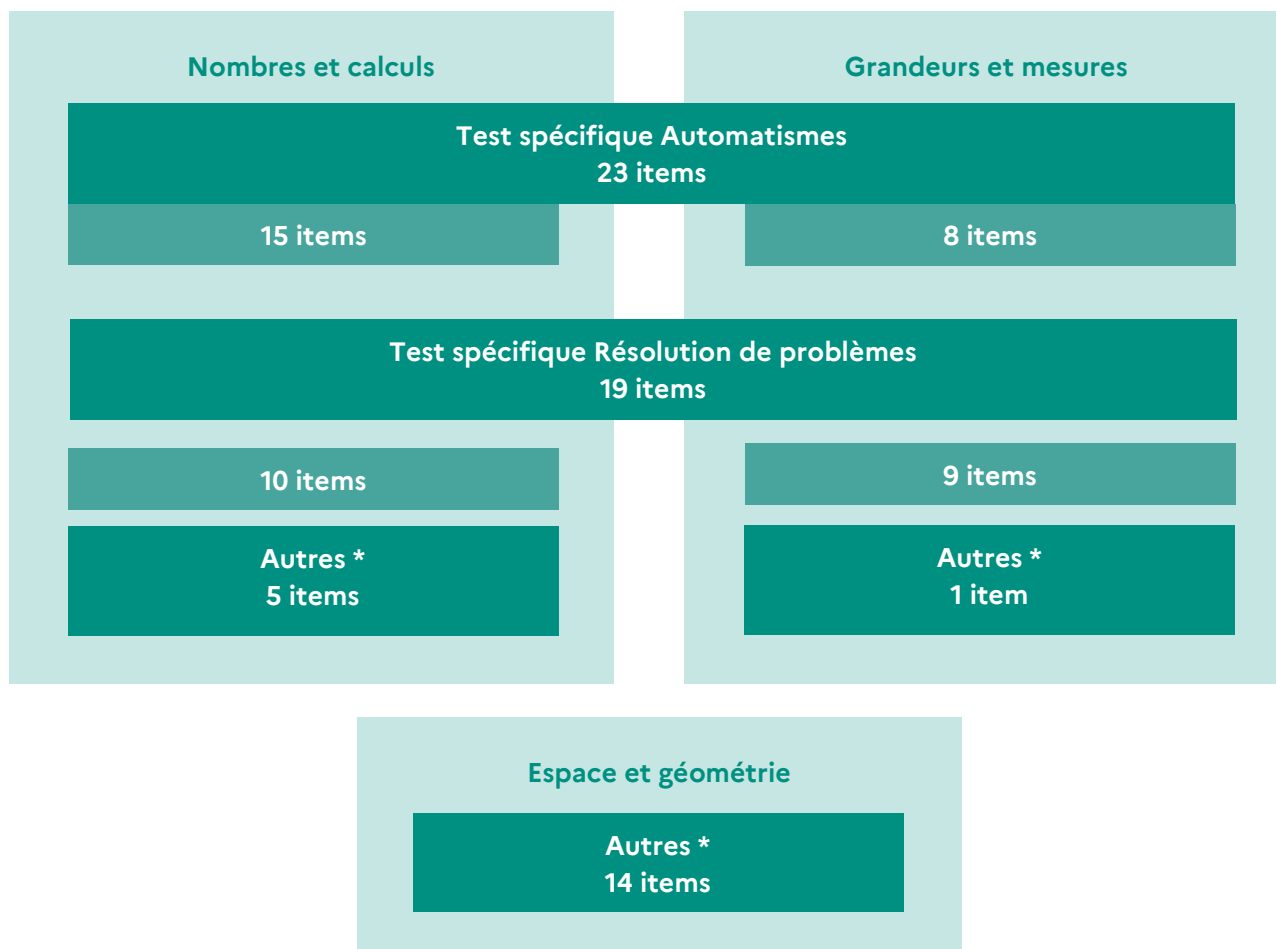 Nombres et calculs
Grandeurs et mesures
Test spécifique Automatismes
23 items
15 items
8 items
Test spécifique Résolution de problèmes
19 items
10 items
9 items
Autres *
5 items
Autres *
1 item
Espace et géométrie
Autres *
14 items